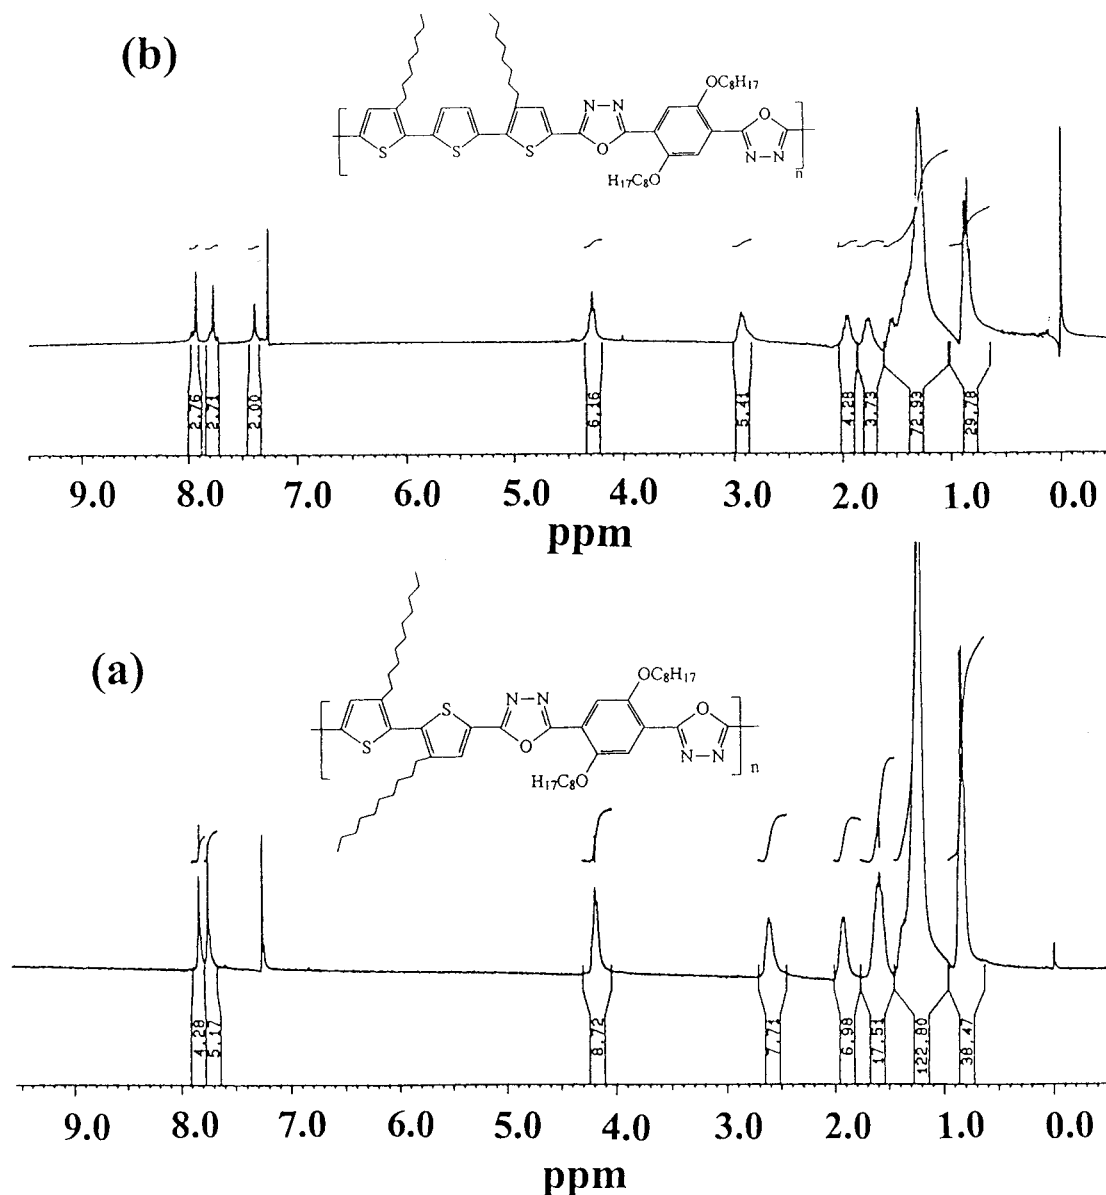 (b)
OC₈H₁₇
N N O
S S S O N N
H₁₇C₈O
n
2.76 2.71 2.00 6.16 5.41 4.28 3.73 72.93 29.78
9.0 8.0 7.0 6.0 5.0 4.0 3.0 2.0 1.0 0.0
ppm
(a)
OC₈H₁₇
S N N O
S O N N
H₁₇C₈O
n
4.28 5.17 8.72 7.71 6.98 17.51 122.80 38.47
9.0 8.0 7.0 6.0 5.0 4.0 3.0 2.0 1.0 0.0
ppm